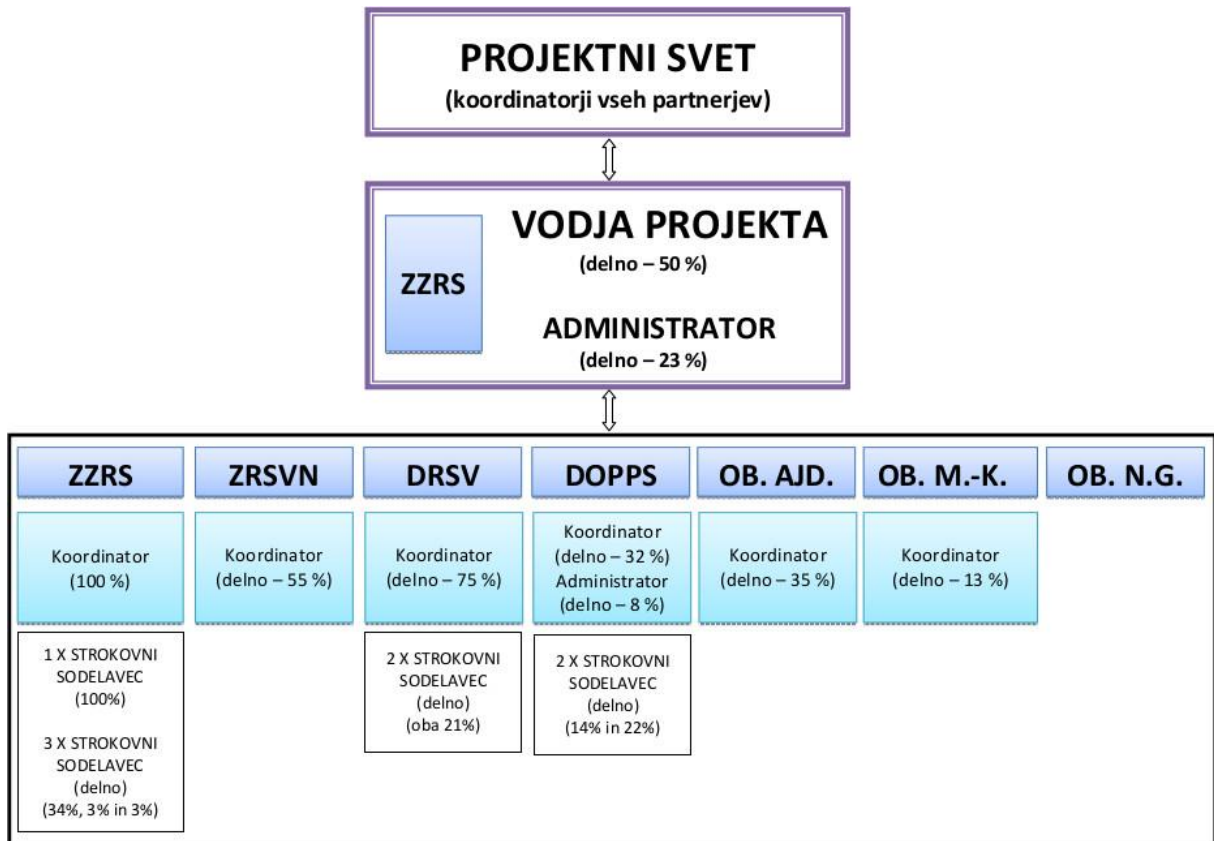 PROJEKTNI SVET
(koordinatorji vseh partnerjev)
ZZRS
VODJA PROJEKTA
(delno – 50 %)
ADMINISTRATOR
(delno – 23 %)
ZZRS
ZRSVN
DRSV
DOPPS
OB. AJD.
OB. M.-K.
OB. N.G.
Koordinator
(100 %)
Koordinator
(delno – 55 %)
Koordinator
(delno – 75 %)
Koordinator
(delno – 32 %)
Administrator
(delno – 8 %)
Koordinator
(delno – 35 %)
Koordinator
(delno – 13 %)
1 X STROKOVNI
SODELAVEC
(100%)
3 X STROKOVNI
SODELAVEC
(delno)
(34%, 3% in 3%)
2 X STROKOVNI
SODELAVEC
(delno)
(oba 21%)
2 X STROKOVNI
SODELAVEC
(delno)
(14% in 22%)